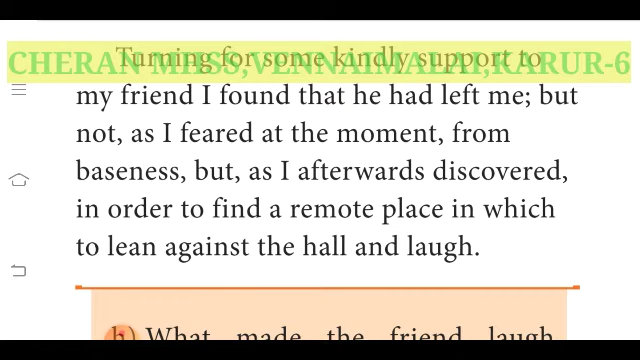 CHERAN MHSS,VENNAIMALAI,KARUR-6
Turning for some kindly support to
my friend I found that he had left me; but
not, as I feared at the moment, from
baseness, but, as I afterwards discovered,
in order to find a remote place in which
to lean against the hall and laugh.
h) What made the friend laugh